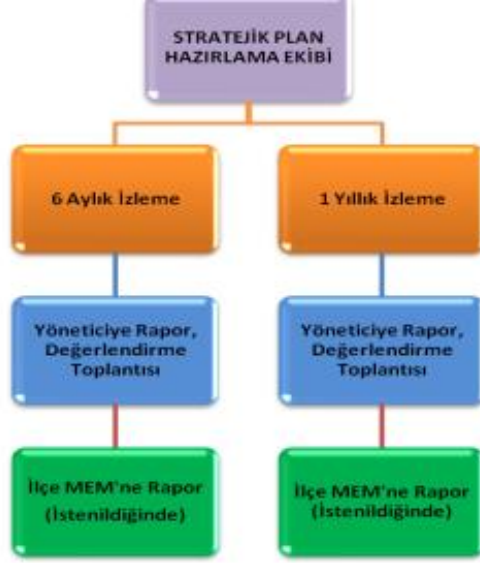 STRATEJİK PLAN
HAZIRLAMA EKİBİ
6 Aylık İzleme
1 Yıllık İzleme
Yöneticiye Rapor,
Değerlendirme
Toplantısı
Yöneticiye Rapor,
Değerlendirme
Toplantısı
İlçe MEM'ne Rapor
(İstenildiğinde)
İlçe MEM'ne Rapor
(İstenildiğinde)